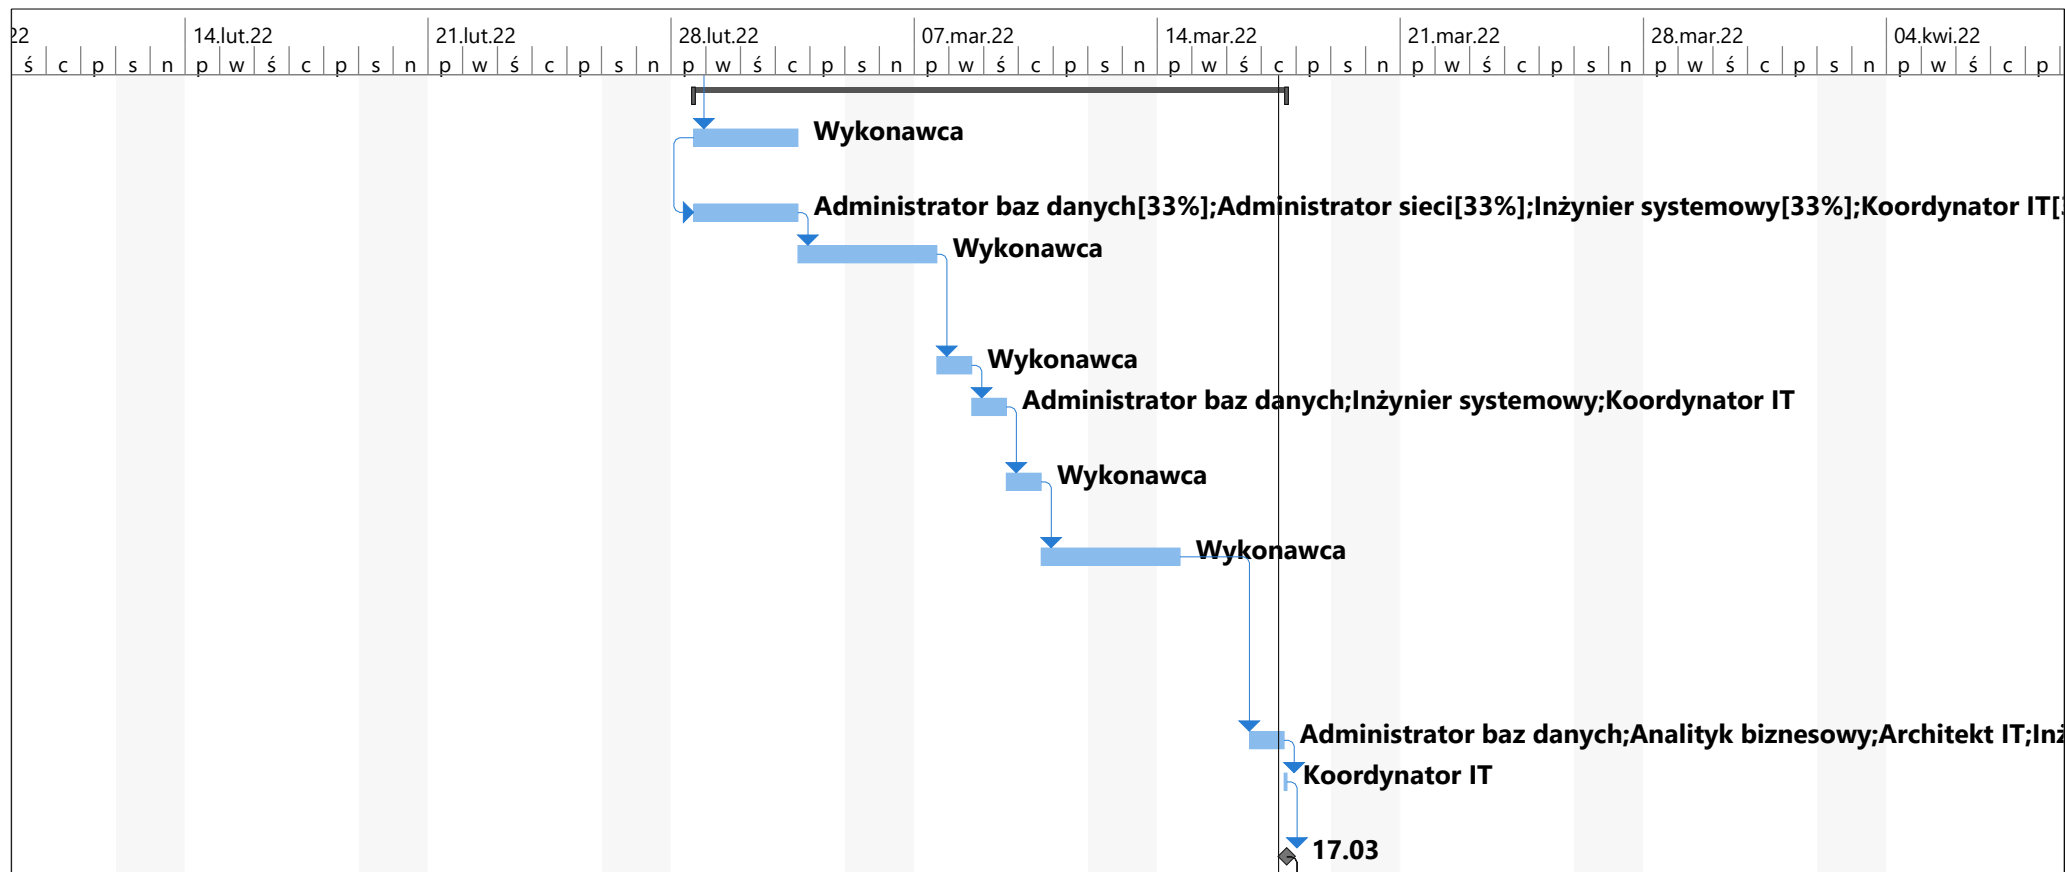 22 14.lut.22 21.lut.22 28.lut.22 07.mar.22 14.mar.22 21.mar.22 28.mar.22 04.kwi.22
ś c p s n p w ś c p s n p w ś c p s n p w ś c p s n p w ś c p s n p w ś c p s n p w ś c p s n p w ś c p s n p w ś c p
Wykonawca
Administrator baz danych[33%];Administrator sieci[33%];Inżynier systemowy[33%];Koordynator IT[
Wykonawca
Wykonawca
Administrator baz danych;Inżynier systemowy;Koordynator IT
Wykonawca
Wykonawca
Administrator baz danych;Analityk biznesowy;Architekt IT;Inż
Koordynator IT
17.03